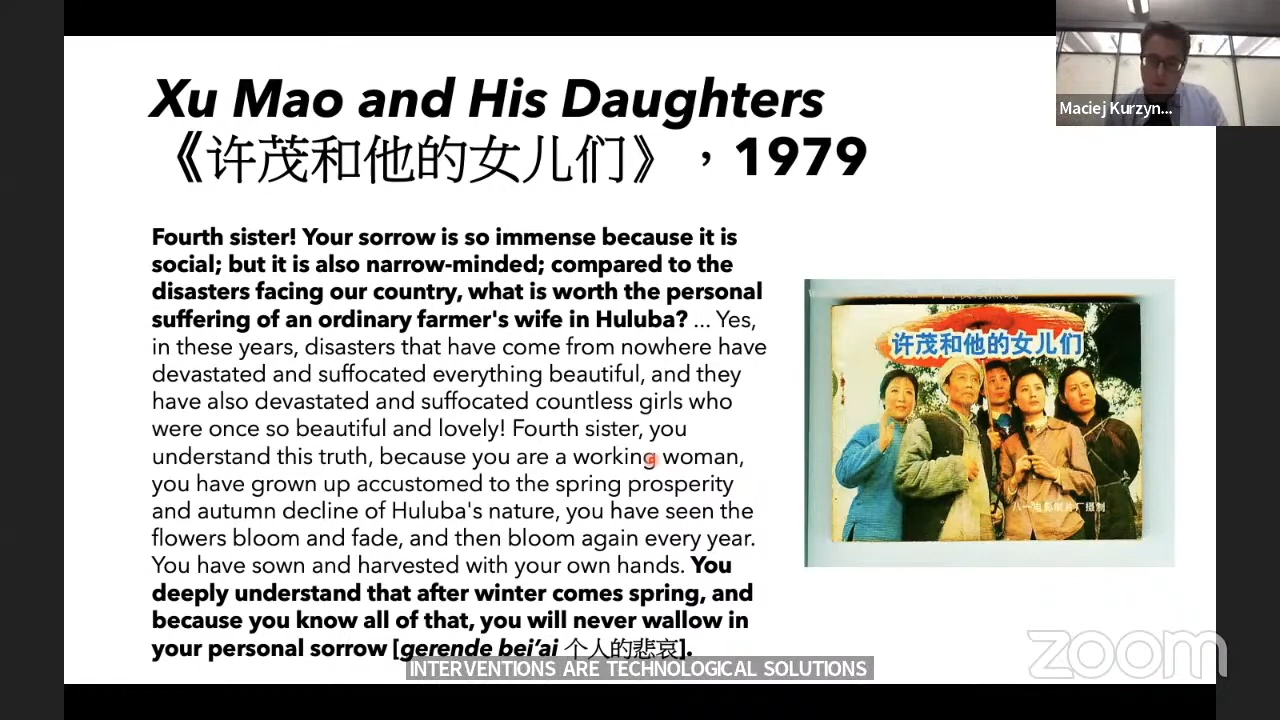 Xu Mao and His Daughters
《许茂和他的女儿们》，1979
Maciej Kurzyn...
Fourth sister! Your sorrow is so immense because it is
social; but it is also narrow-minded; compared to the
disasters facing our country, what is worth the personal
suffering of an ordinary farmer's wife in Huluba? ... Yes,
in these years, disasters that have come from nowhere have
devastated and suffocated everything beautiful, and they
have also devastated and suffocated countless girls who
were once so beautiful and lovely! Fourth sister, you
understand this truth, because you are a working woman,
you have grown up accustomed to the spring prosperity
and autumn decline of Huluba's nature, you have seen the
flowers bloom and fade, and then bloom again every year.
You have sown and harvested with your own hands. You
deeply understand that after winter comes spring, and
because you know all of that, you will never wallow in
your personal sorrow [gerende bei'ai 个人的悲哀].
许茂和他的女儿们
八一电影制片厂摄制
INTERVENTIONS ARE TECHNOLOGICAL SOLUTIONS
zoom